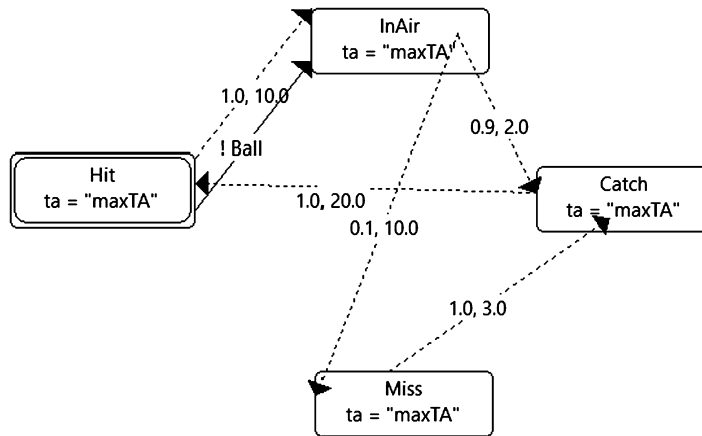 InAir
ta = "maxTA"
1.0, 10.0
0.9, 2.0
! Ball
Hit
ta = "maxTA"
Catch
ta = "maxTA"
1.0, 20.0
0.1, 10.0
1.0, 3.0
Miss
ta = "maxTA"